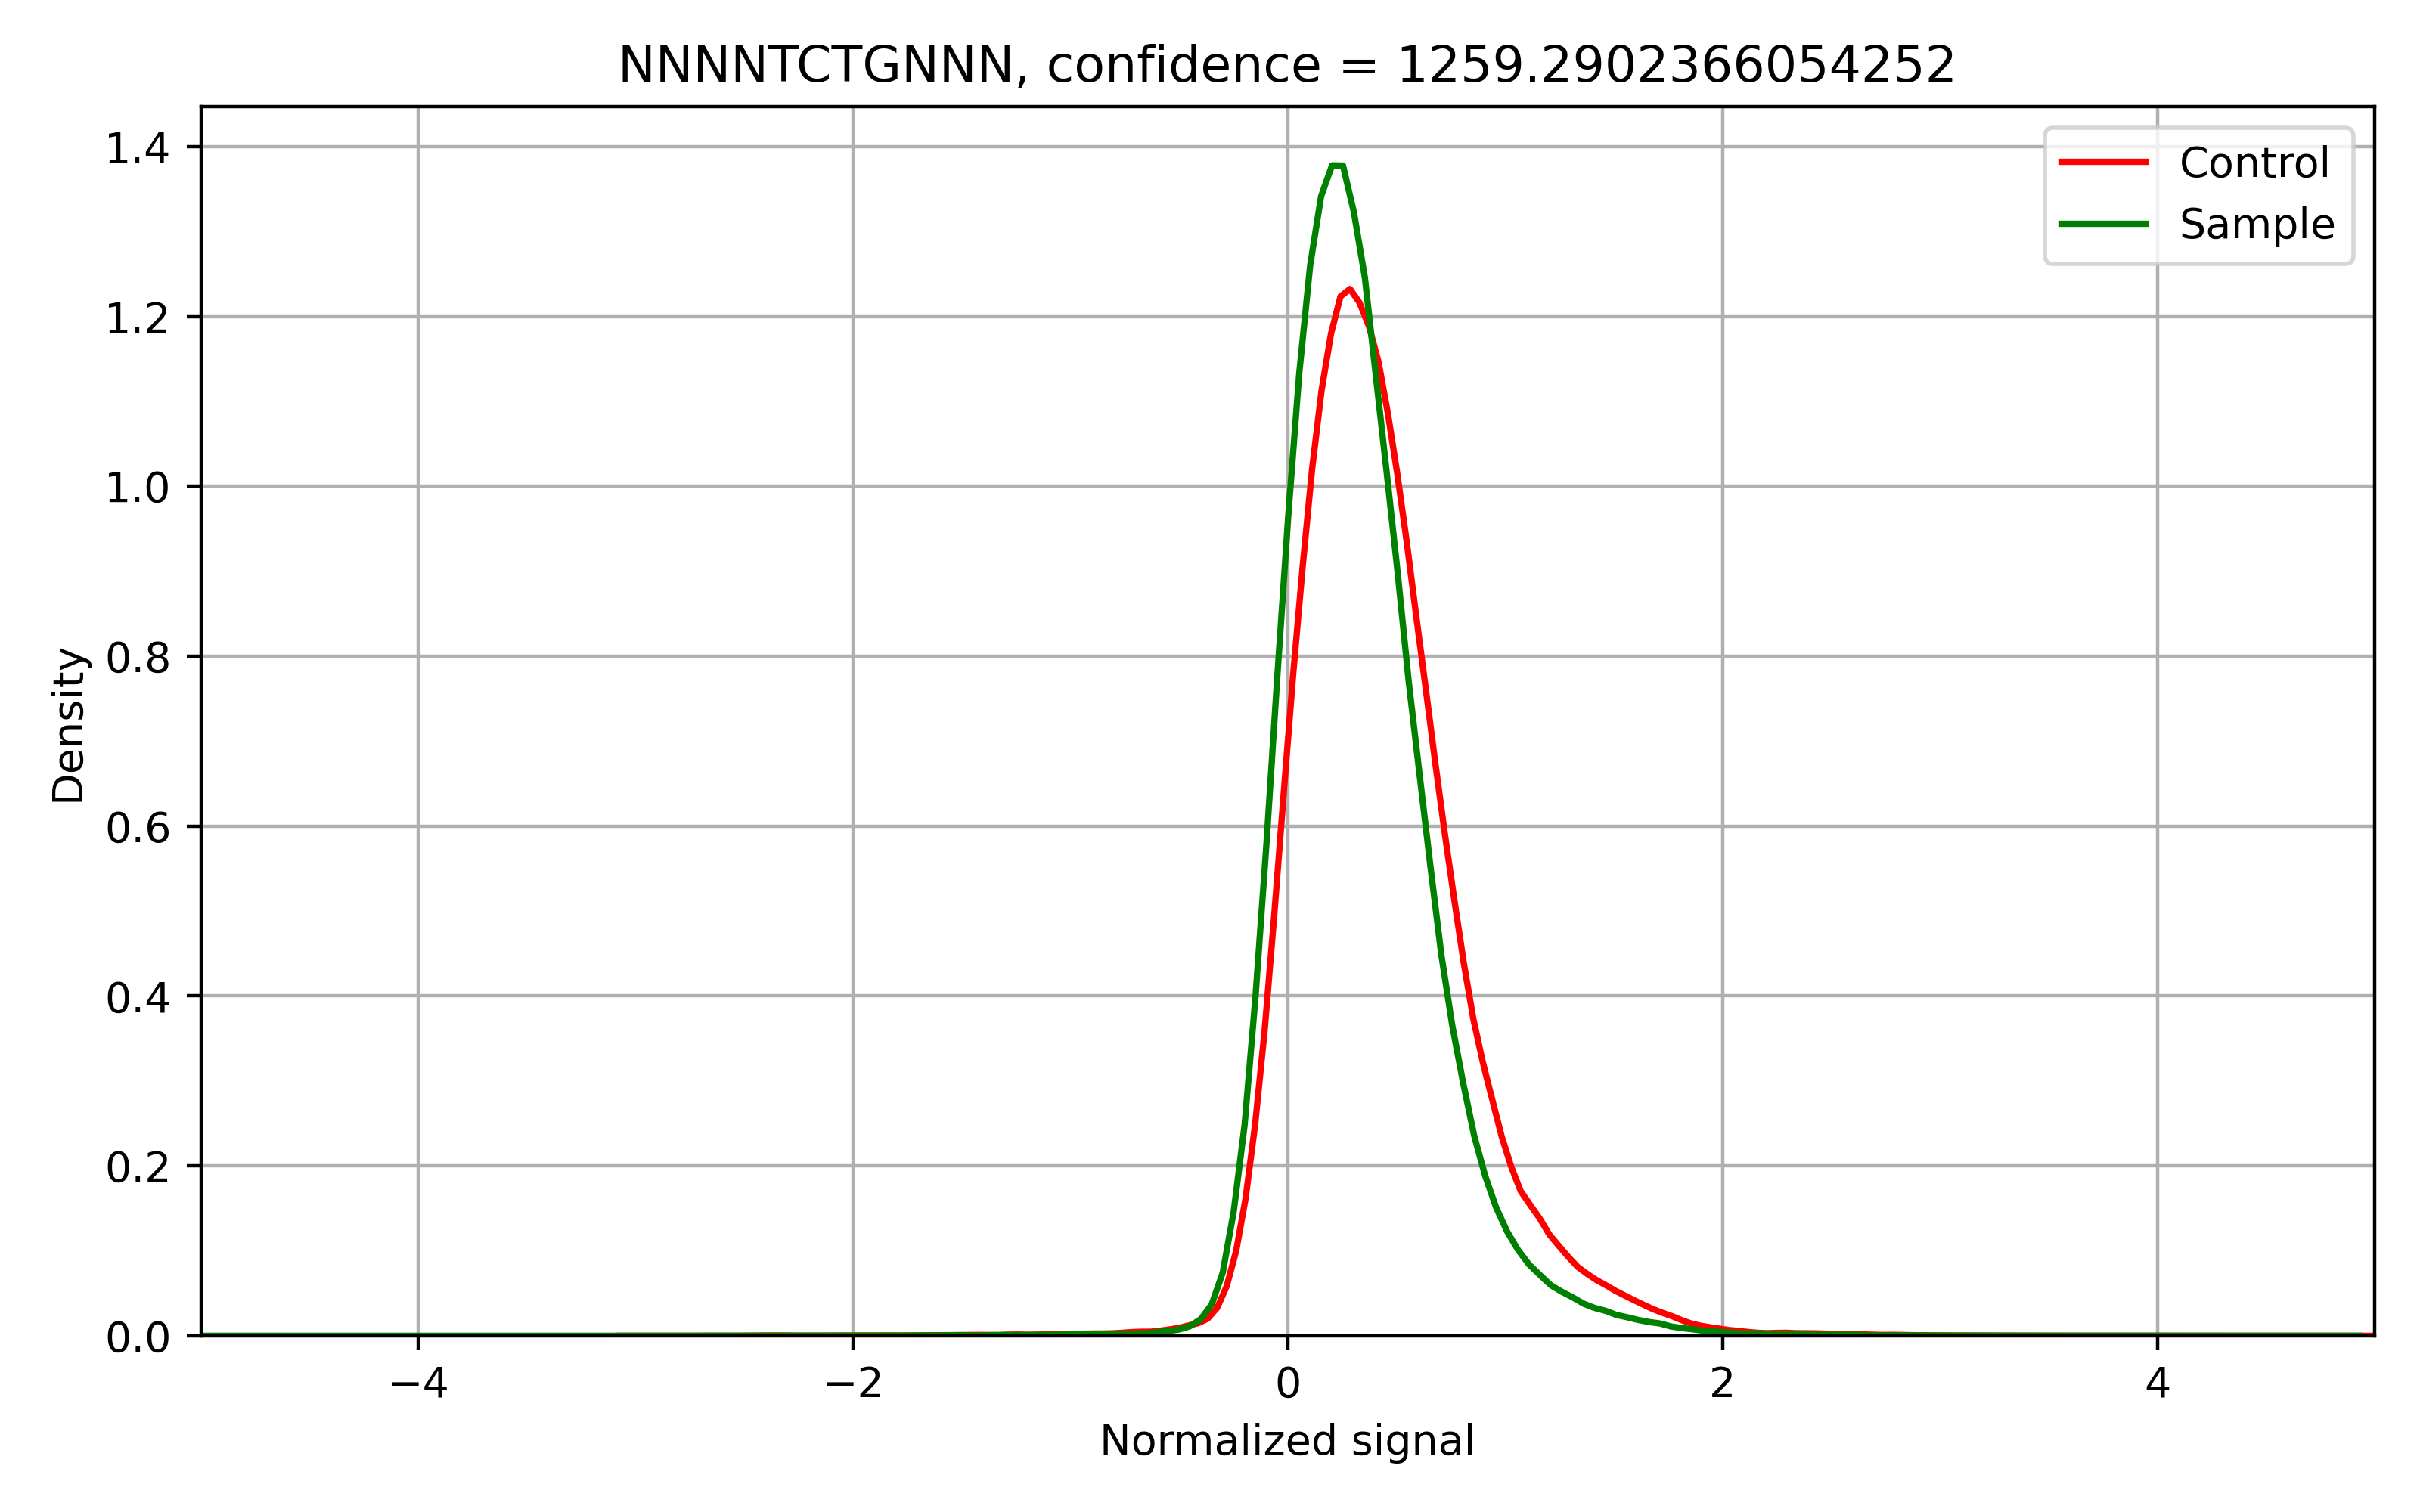 NNNNTCTGNNN, confidence = 1259.2902366054252
Control
Sample
Density
1.4
1.2
1.0
0.8
0.6
0.4
0.2
0.0
−4 −2 0 2 4
Normalized signal